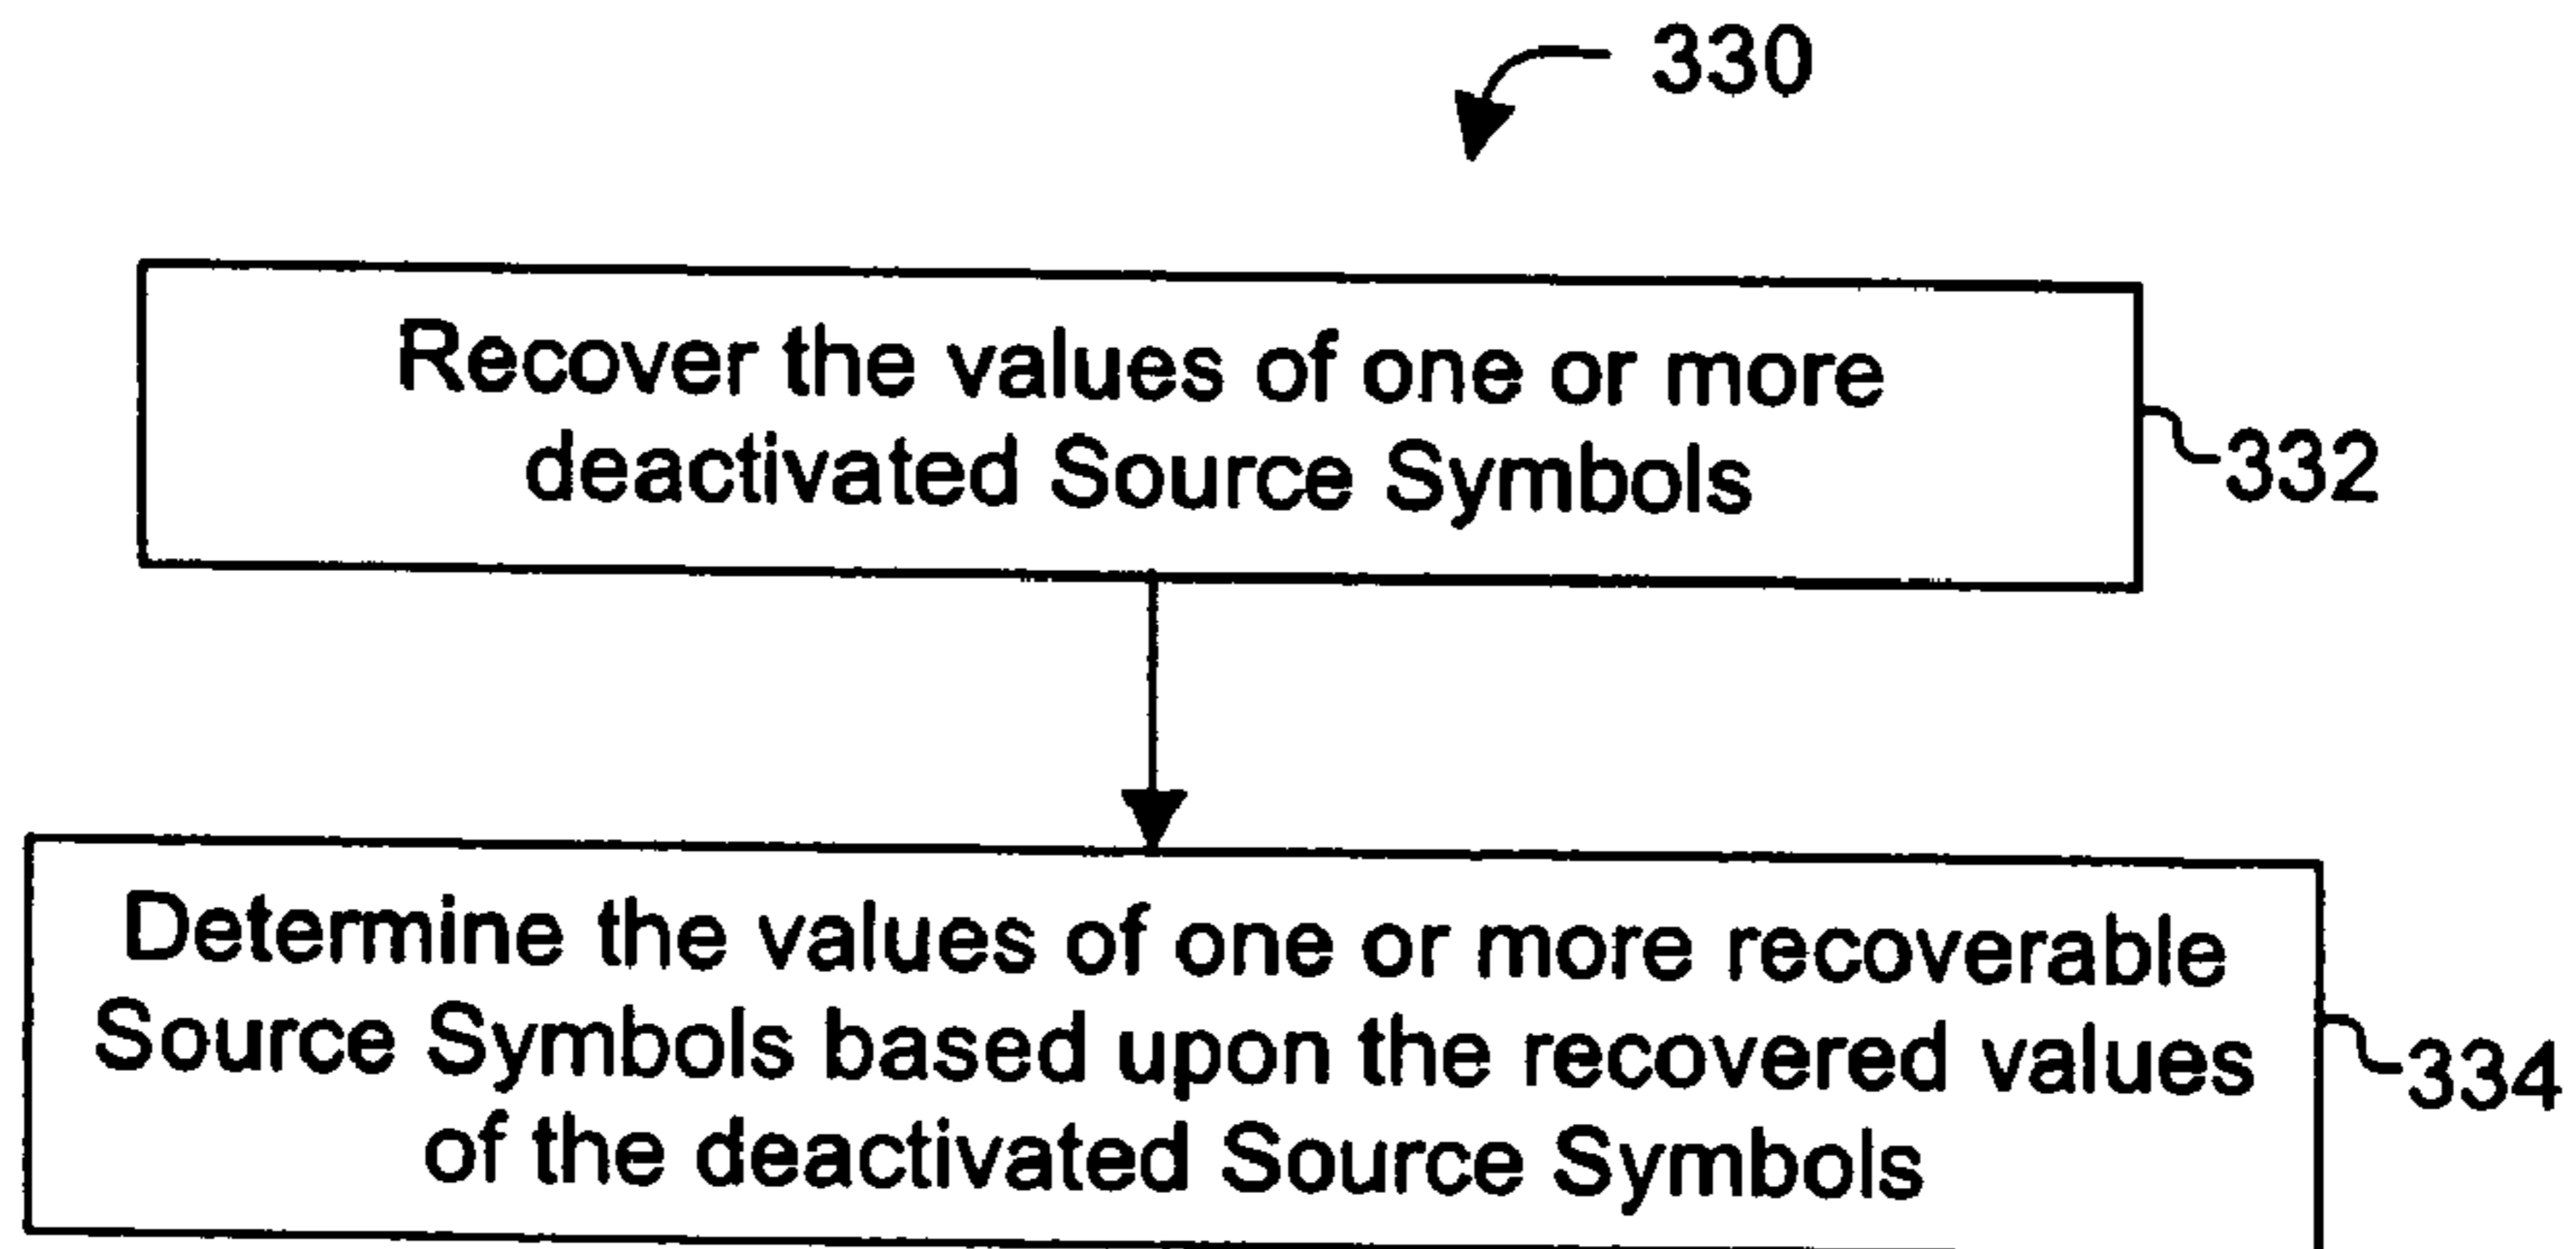 330
Recover the values of one or more
deactivated Source Symbols
332
Determine the values of one or more recoverable
Source Symbols based upon the recovered values
of the deactivated Source Symbols
334